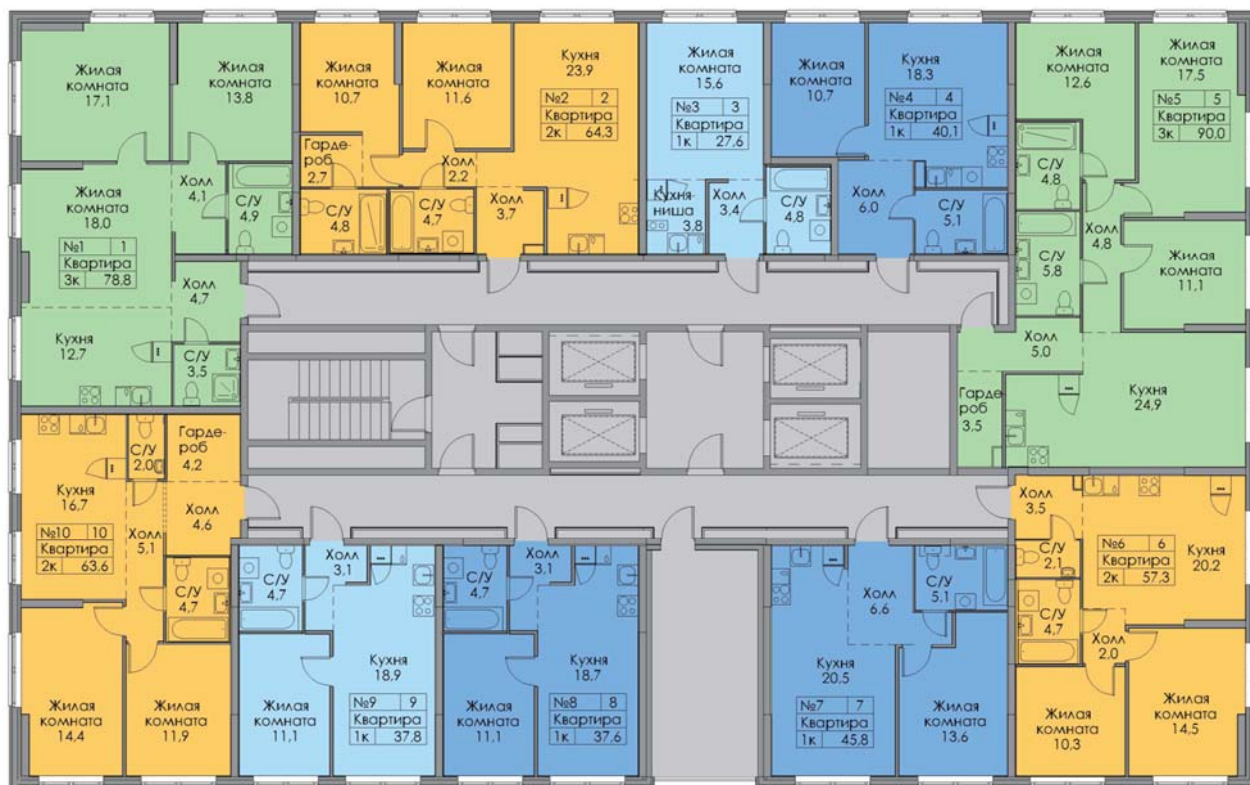 Жилая
комната
17,1
Жилая
комната
13,8
Жилая
комната
18,0
№1 1
Квартира
3к 78.8
Холл
4,1
С/У
4,9
Холл
4,7
Кухня
12,7
С/У
3,5
Жилая
комната
10,7
Жилая
комната
11,6
Кухня
23,9
№2 2
Квартира
2к 64.3
Гарде-
роб
2,7
Холл
2,2
С/У
4,8
С/У
4,7
Холл
3,7
Жилая
комната
15,6
№3 3
Квартира
1к 27.6
Кухня-
ниша
3,8
Холл
3,4
С/У
4,8
Жилая
комната
10,7
Кухня
18,3
№4 4
Квартира
1к 40,1
Холл
6,0
С/У
5,1
Жилая
комната
12,6
Жилая
комната
17,5
№5 5
Квартира
3к 90.0
С/У
4,8
Холл
4,8
С/У
5,8
Жилая
комната
11,1
Холл
5,0
Гарде-
роб
3,5
Кухня
24,9
Гарде-
роб
4,2
С/У
2,0
Кухня
16,7
№10 10
Квартира
2к 63.6
Холл
5,1
Холл
4,6
С/У
4,7
Жилая
комната
14,4
Жилая
комната
11,9
С/У
4,7
Холл
3,1
Кухня
18,9
№9 9
Квартира
1к 37.8
Жилая
комната
11,1
С/У
4,7
Холл
3,1
Кухня
18,7
№8 8
Квартира
1к 37.6
Жилая
комната
11,1
Холл
6,6
С/У
5,1
Кухня
20,5
№7 7
Квартира
1к 45.8
Жилая
комната
13,6
Холл
3,5
С/У
2,1
№6 6
Квартира
2к 57.3
Кухня
20,2
С/У
4,7
Холл
2,0
Жилая
комната
10,3
Жилая
комната
14,5